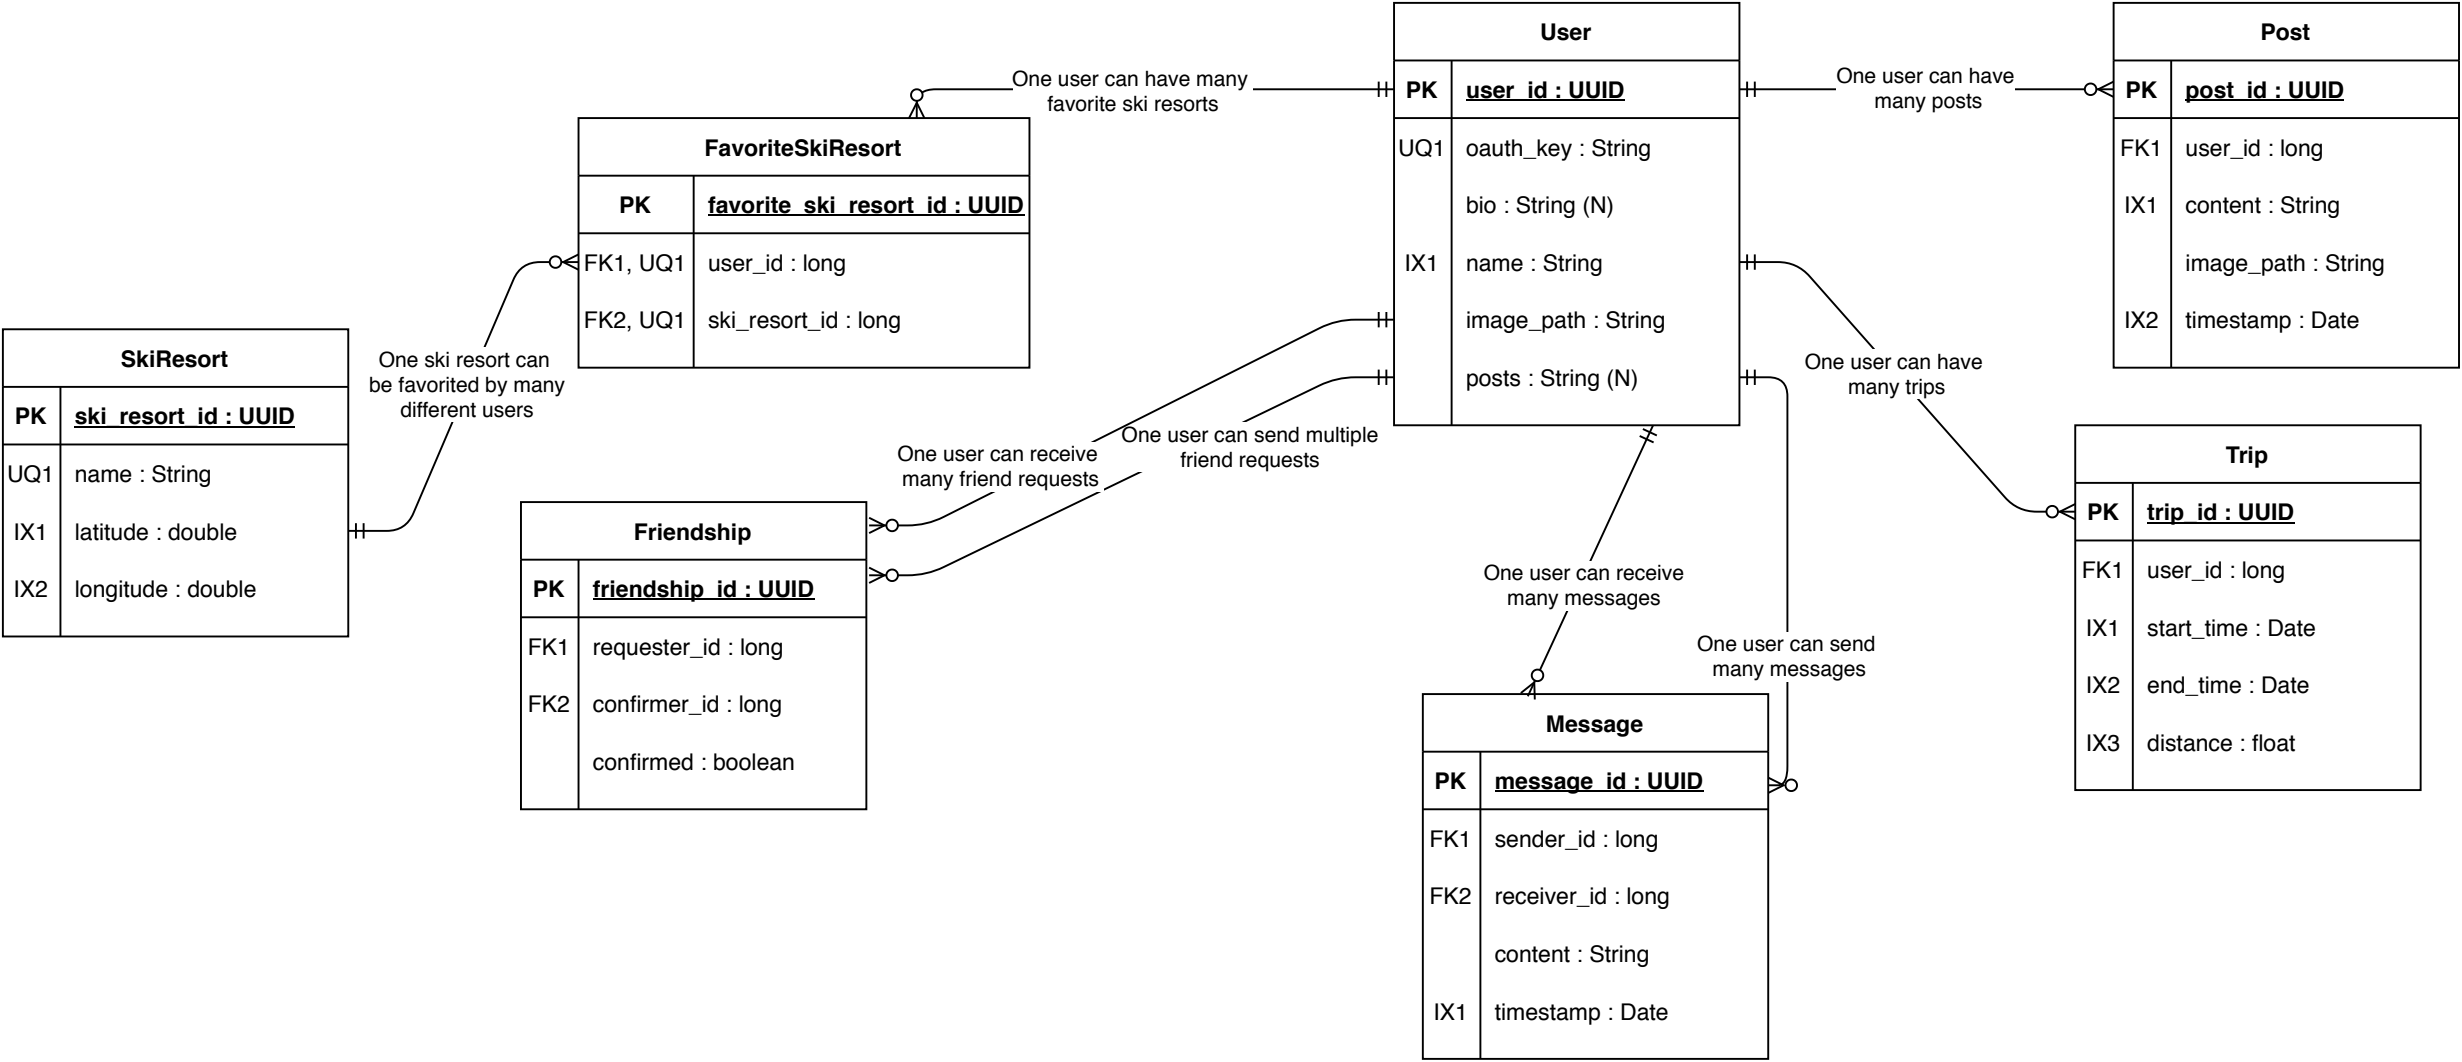 User
PK user_id : UUID
UQ1 oauth_key : String
bio : String (N)
IX1 name : String
image_path : String
posts : String (N)
Post
PK post_id : UUID
FK1 user_id : long
IX1 content : String
image_path : String
IX2 timestamp : Date
One user can have many
favorite ski resorts
One user can have
many posts
FavoriteSkiResort
PK favorite_ski_resort_id : UUID
FK1, UQ1 user_id : long
FK2, UQ1 ski_resort_id : long
SkiResort
PK ski_resort_id : UUID
UQ1 name : String
IX1 latitude : double
IX2 longitude : double
One ski resort can
be favorited by many
different users
One user can have
many trips
One user can receive
many friend requests
One user can send multiple
friend requests
Trip
PK trip_id : UUID
FK1 user_id : long
IX1 start_time : Date
IX2 end_time : Date
IX3 distance : float
Friendship
PK friendship_id : UUID
FK1 requester_id : long
FK2 confirmer_id : long
confirmed : boolean
One user can receive
many messages
One user can send
many messages
Message
PK message_id : UUID
FK1 sender_id : long
FK2 receiver_id : long
content : String
IX1 timestamp : Date